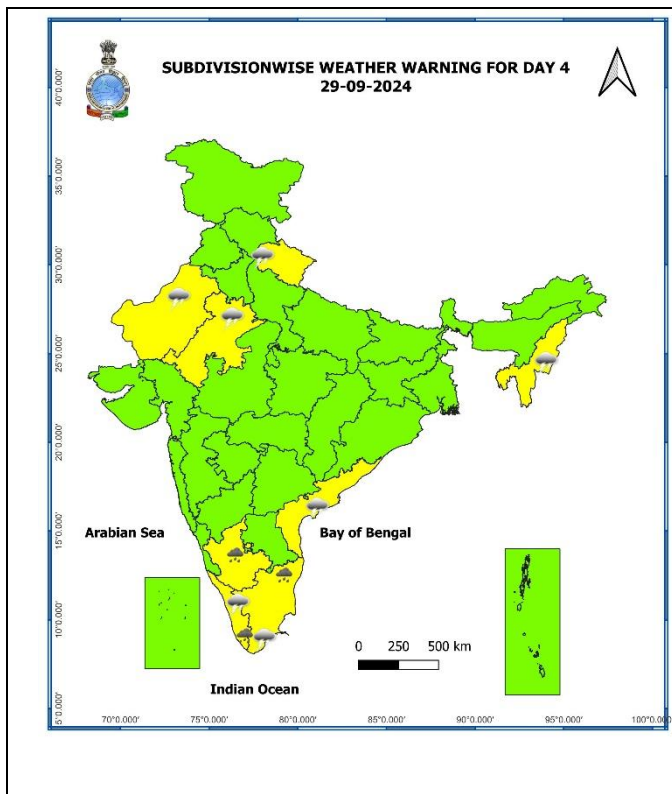 SUBDIVISIONWISE WEATHER WARNING FOR DAY 4
29-09-2024
40°0.000'
35°0.000'
30°0.000'
25°0.000'
20°0.000'
15°0.000'
10°0.000'
5°0.000'
Arabian Sea
Bay of Bengal
0 250 500 km
Indian Ocean
70°0.000' 75°0.000' 80°0.000' 85°0.000' 90°0.000' 95°0.000' 100°0.000'